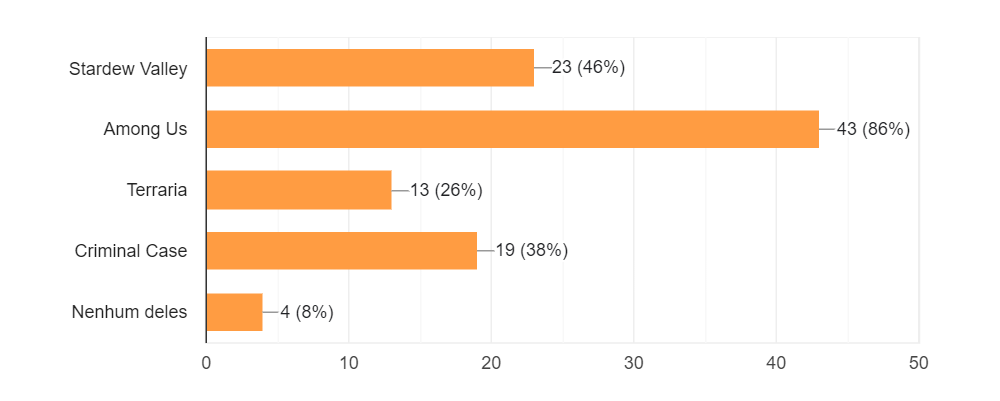 Stardew Valley 23 (46%)
Among Us 43 (86%)
Terraria 13 (26%)
Criminal Case 19 (38%)
Nenhum deles 4 (8%)
0 10 20 30 40 50